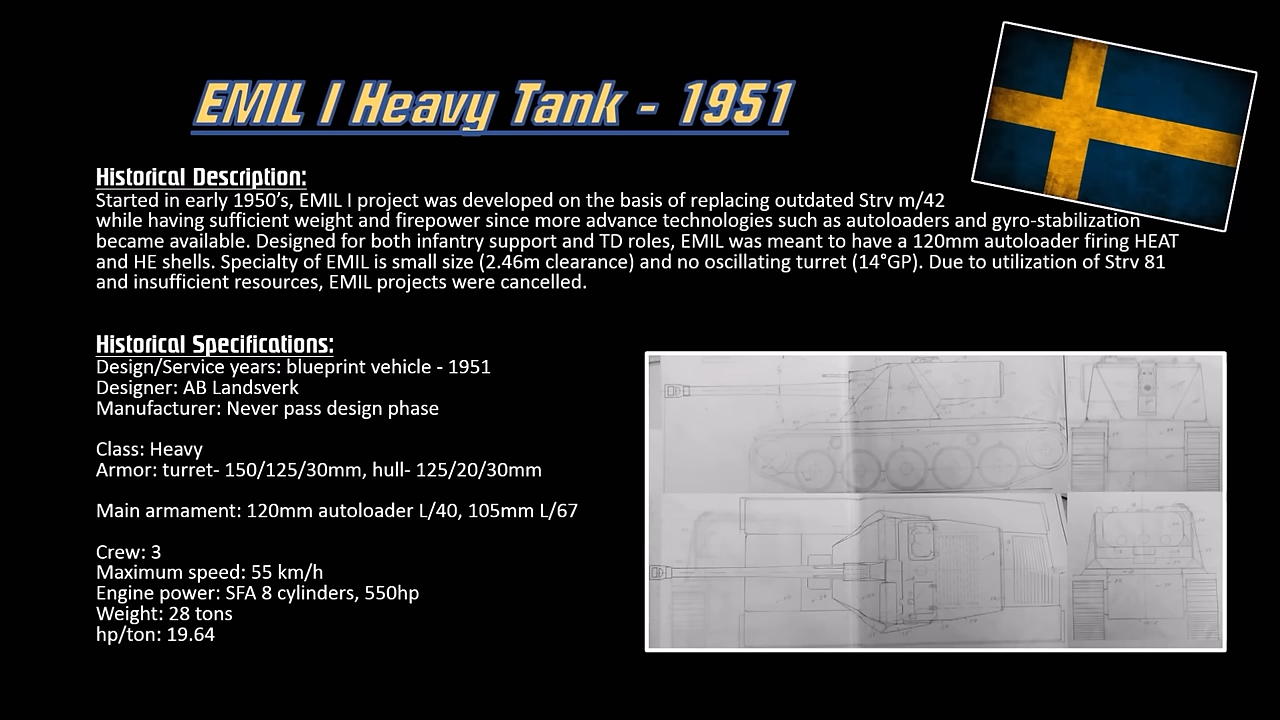 EMIL I Heavy Tank - 1951
Historical Description:
Started in early 1950’s, EMIL I project was developed on the basis of replacing outdated Strv m/42
while having sufficient weight and firepower since more advance technologies such as autoloaders and gyro-stabilization
became available. Designed for both infantry support and TD roles, EMIL was meant to have a 120mm autoloader firing HEAT
and HE shells. Specialty of EMIL is small size (2.46m clearance) and no oscillating turret (14°GP). Due to utilization of Strv 81
and insufficient resources, EMIL projects were cancelled.
Historical Specifications:
Design/Service years: blueprint vehicle - 1951
Designer: AB Landsverk
Manufacturer: Never pass design phase
Class: Heavy
Armor: turret- 150/125/30mm, hull- 125/20/30mm
Main armament: 120mm autoloader L/40, 105mm L/67
Crew: 3
Maximum speed: 55 km/h
Engine power: SFA 8 cylinders, 550hp
Weight: 28 tons
hp/ton: 19.64